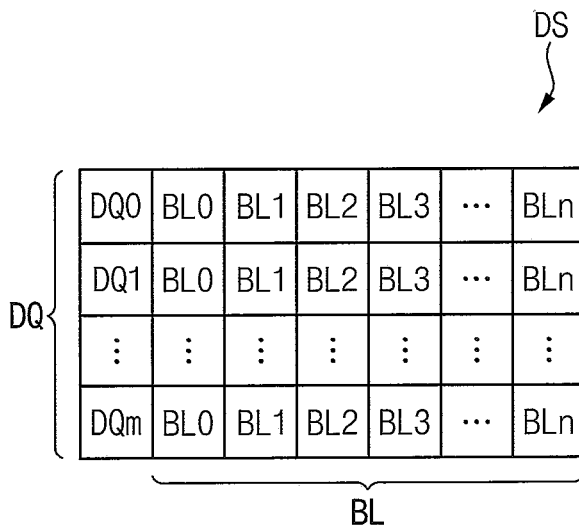 DS
DQ0 BL0 BL1 BL2 BL3 ⋯ BLn
DQ1 BL0 BL1 BL2 BL3 ⋯ BLn
DQ
⋮ ⋮ ⋮ ⋮ ⋮ ⋮ ⋮
DQm BL0 BL1 BL2 BL3 ⋯ BLn
BL